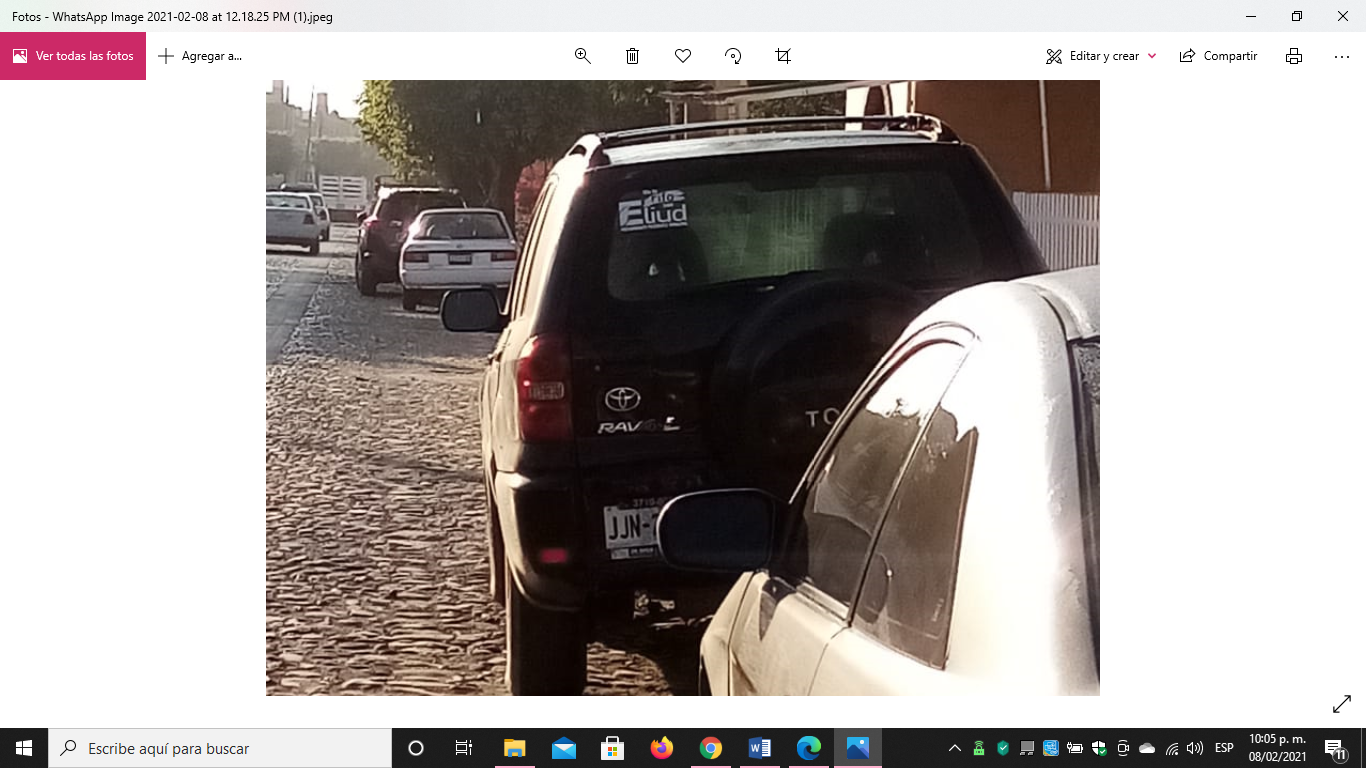 Fotos - WhatsApp Image 2021-02-08 at 12.18.25 PM (1).jpeg
Ver todas las fotos
Agregar a...
Editar y crear
Compartir
Eliud
RAV
TO
JJN-
Escribe aquí para buscar
ESP
10:05 p. m.
08/02/2021
11